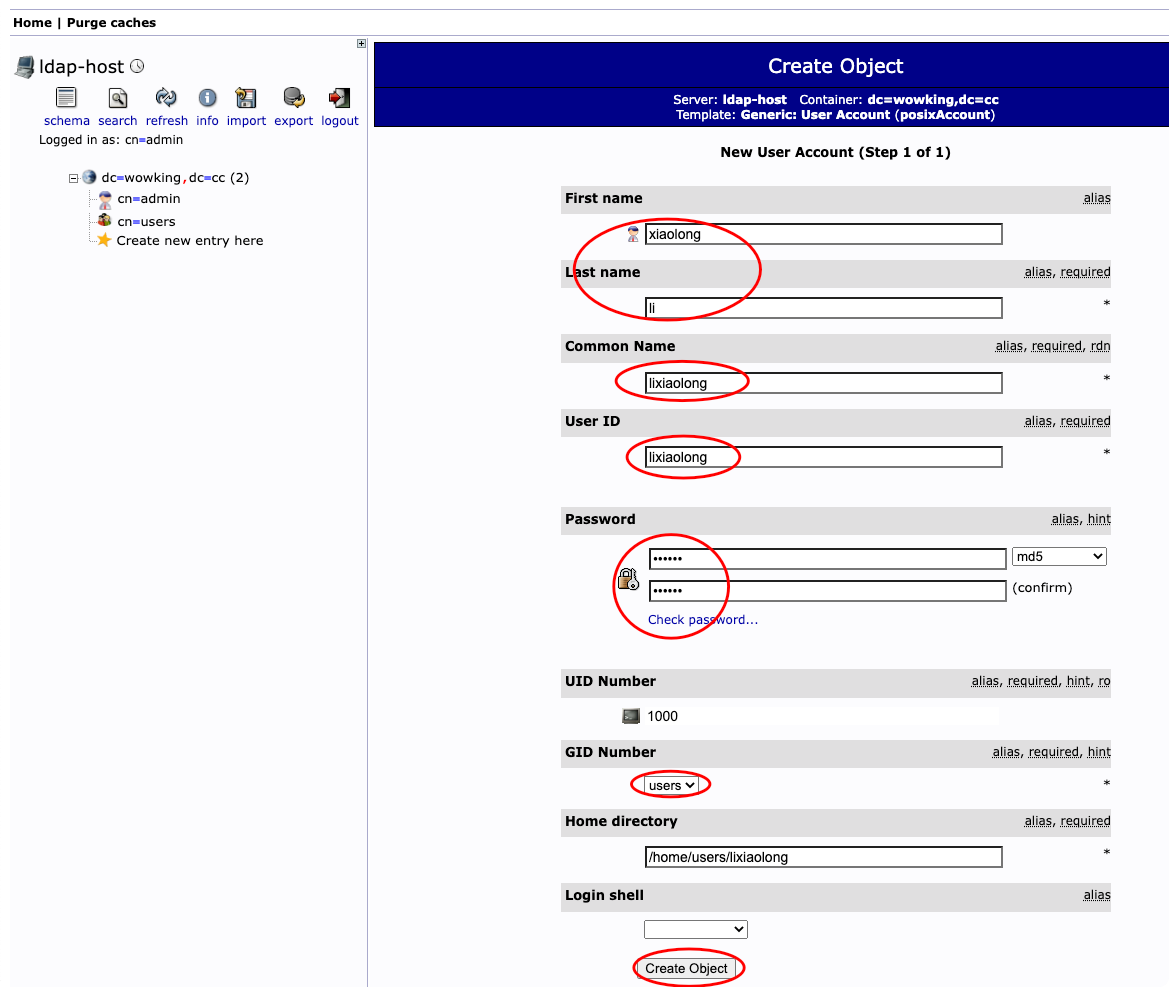 Home | Purge caches
ldap-host
schema search refresh info import export logout
Logged in as: cn=admin
dc=wowking,dc=cc (2)
cn=admin
cn=users
Create new entry here
Create Object
Server: ldap-host Container: dc=wowking,dc=cc
Template: Generic: User Account (posixAccount)
New User Account (Step 1 of 1)
First name alias
xiaolong
Last name alias, required
li *
Common Name alias, required, rdn
lixiaolong *
User ID alias, required
lixiaolong *
Password alias, hint
•••••• md5
•••••• (confirm)
Check password...
UID Number alias, required, hint, ro
1000
GID Number alias, required, hint
users *
Home directory alias, required
/home/users/lixiaolong *
Login shell alias
Create Object